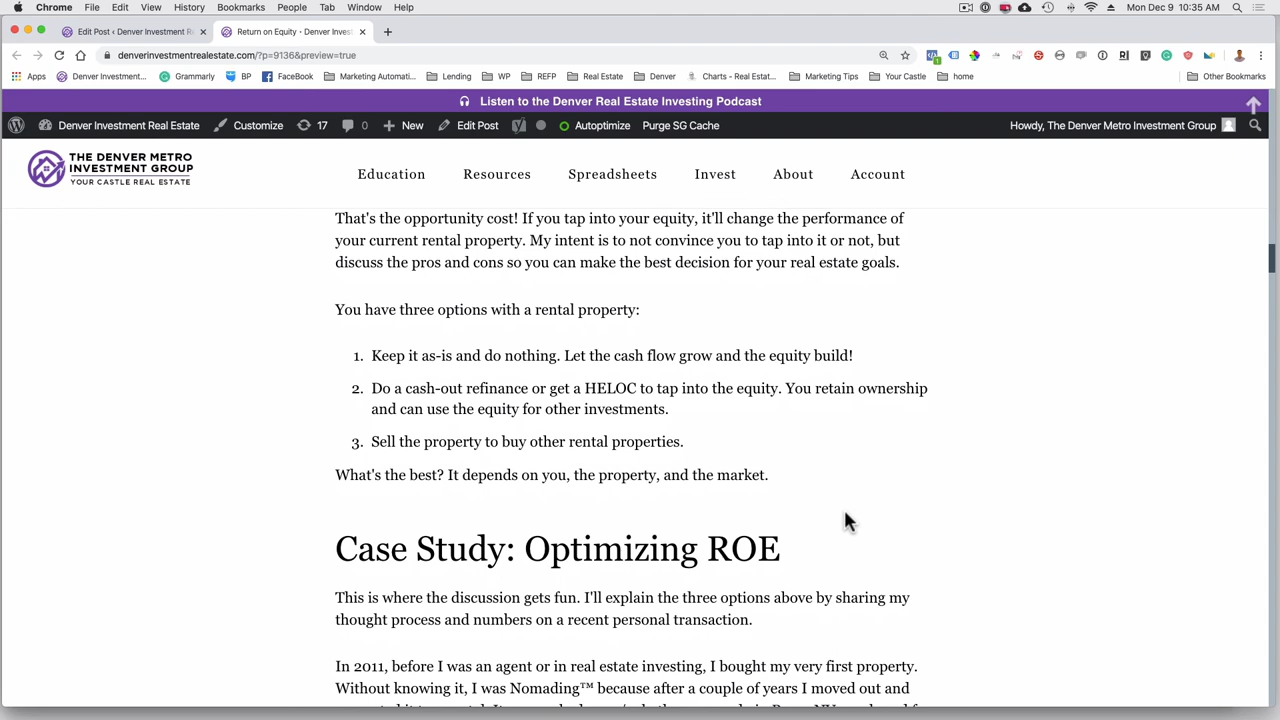 Chrome File Edit View History Bookmarks People Tab Window Help Mon Dec 9 10:35 AM
Edit Post ‹ Denver Investment R Return on Equity - Denver Inves
denverinvestmentrealestate.com/?p=9136&preview=true
Apps Denver Investment... Grammarly BP FaceBook Marketing Automati... Lending WP REFP Real Estate Denver Charts - Real Estat... Marketing Tips Your Castle home Other Bookmarks
Listen to the Denver Real Estate Investing Podcast
Denver Investment Real Estate Customize 17 0 New Edit Post Autoptimize Purge SG Cache Howdy, The Denver Metro Investment Group
THE DENVER METRO
INVESTMENT GROUP
YOUR CASTLE REAL ESTATE
Education Resources Spreadsheets Invest About Account
That's the opportunity cost! If you tap into your equity, it'll change the performance of
your current rental property. My intent is to not convince you to tap into it or not, but
discuss the pros and cons so you can make the best decision for your real estate goals.
You have three options with a rental property:
1. Keep it as-is and do nothing. Let the cash flow grow and the equity build!
2. Do a cash-out refinance or get a HELOC to tap into the equity. You retain ownership
and can use the equity for other investments.
3. Sell the property to buy other rental properties.
What's the best? It depends on you, the property, and the market.
Case Study: Optimizing ROE
This is where the discussion gets fun. I'll explain the three options above by sharing my
thought process and numbers on a recent personal transaction.
In 2011, before I was an agent or in real estate investing, I bought my very first property.
Without knowing it, I was Nomading™ because after a couple of years I moved out and